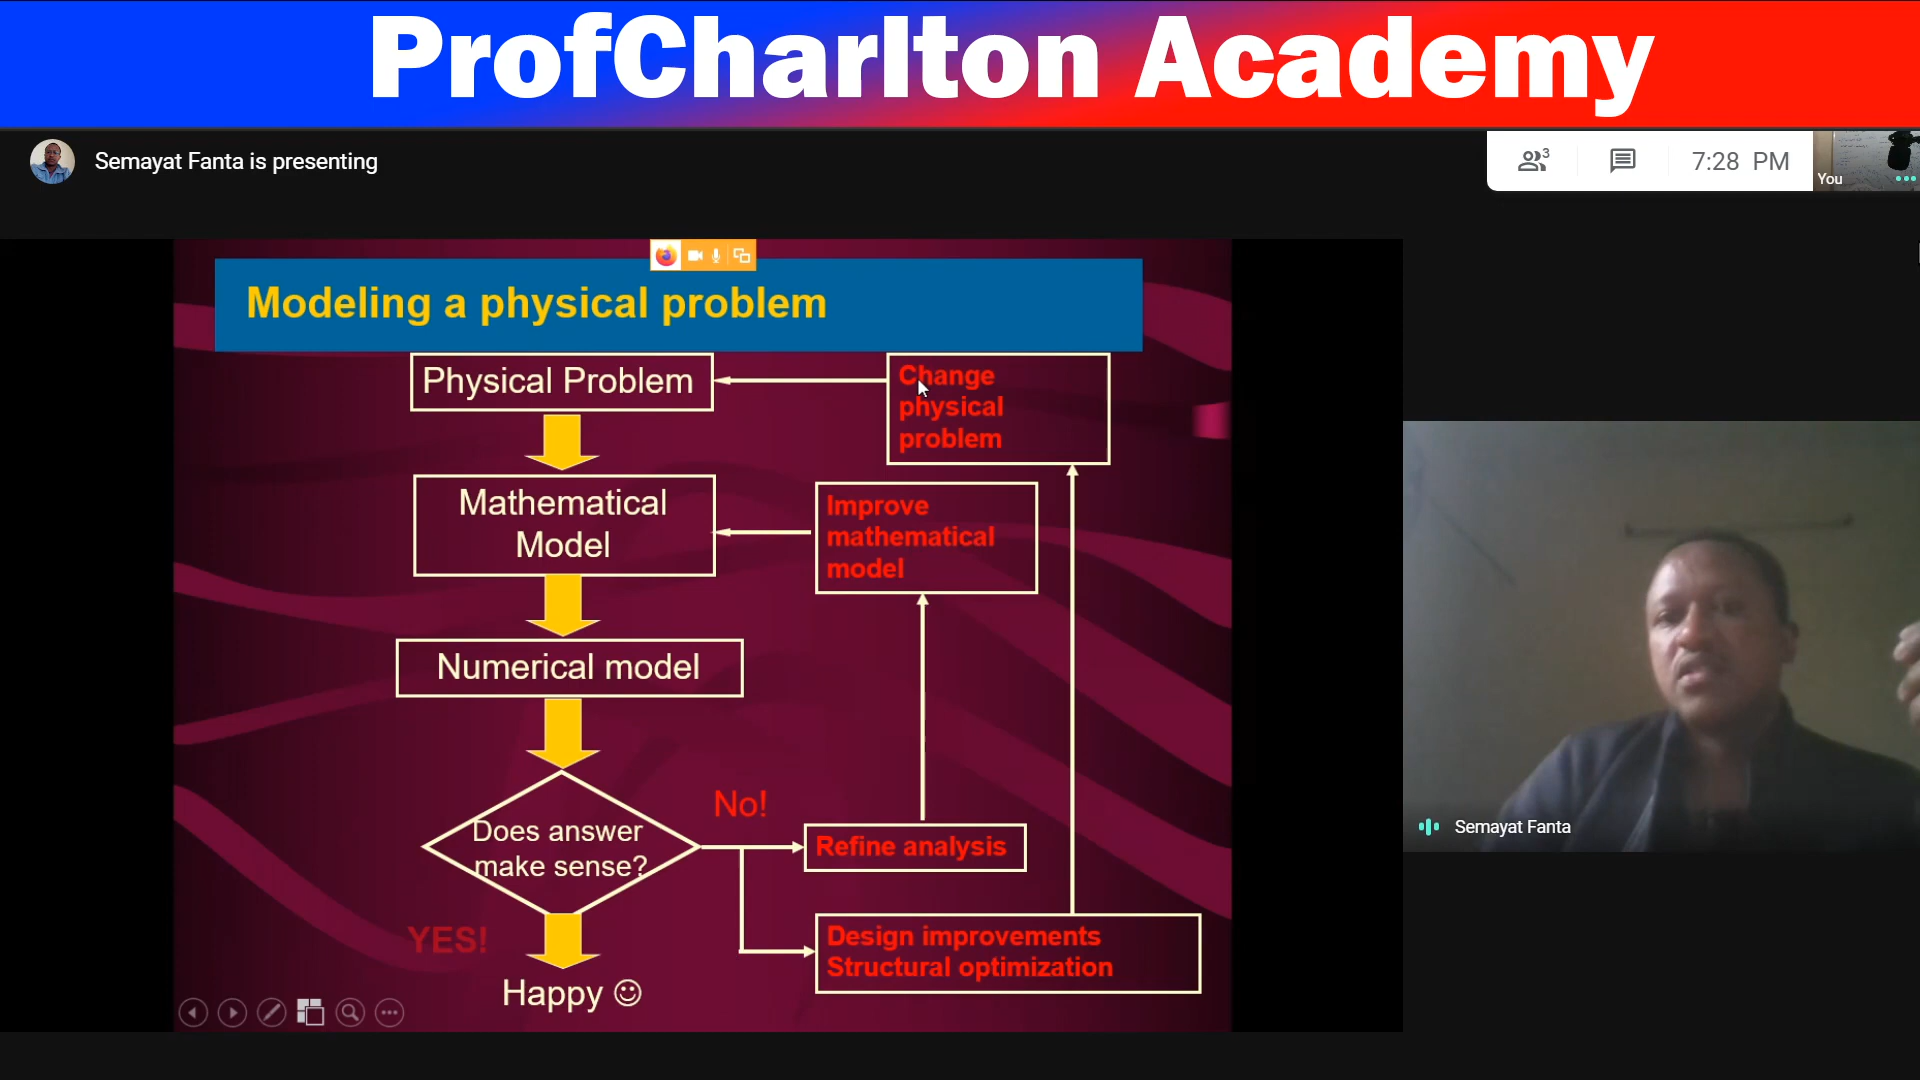 ProfCharlton Academy
Semayat Fanta is presenting
3
7:28 PM
You
Modeling a physical problem
Physical Problem
Change
physical
problem
Mathematical
Model
Improve
mathematical
model
Numerical model
No!
Does answer
make sense?
Refine analysis
YES!
Design improvements
Structural optimization
Happy ☺
Semayat Fanta